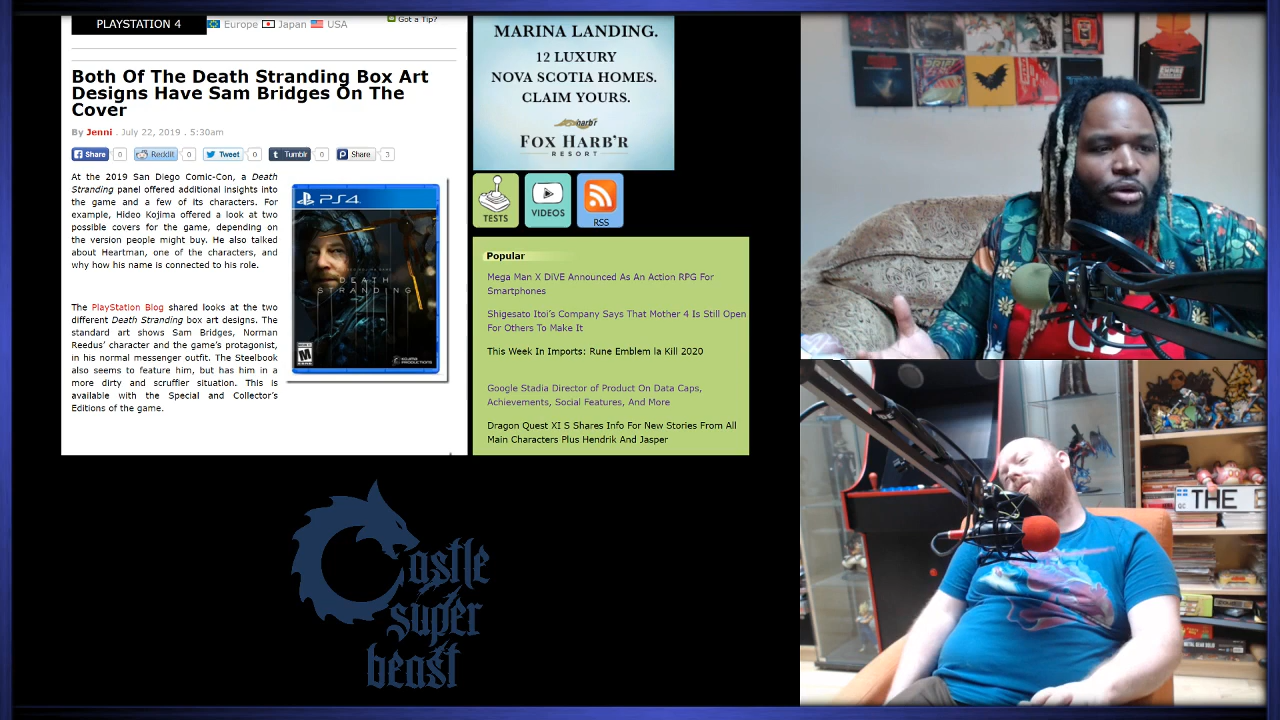 PLAYSTATION 4
Europe Japan USA
Got a Tip?
Both Of The Death Stranding Box Art
Designs Have Sam Bridges On The
Cover
By Jenni . July 22, 2019 . 5:30am
Share 0 Reddit 0 Tweet 0 Tumblr 0 Share 3
At the 2019 San Diego Comic-Con, a Death
Stranding panel offered additional insights into
the game and a few of its characters. For
example, Hideo Kojima offered a look at two
possible covers for the game, depending on
the version people might buy. He also talked
about Heartman, one of the characters, and
why how his name is connected to his role.
The PlayStation Blog shared looks at the two
different Death Stranding box art designs. The
standard art shows Sam Bridges, Norman
Reedus' character and the game's protagonist,
in his normal messenger outfit. The Steelbook
also seems to feature him, but has him in a
more dirty and scruffier situation. This is
available with the Special and Collector's
Editions of the game.
PS4
DEATH
STRANDING
M
KOJIMA
PRODUCTIONS
MARINA LANDING.
12 LUXURY
NOVA SCOTIA HOMES.
CLAIM YOURS.
FOX HARB'R
RESORT
TESTS
VIDEOS
RSS
Popular
Mega Man X DiVE Announced As An Action RPG For
Smartphones
Shigesato Itoi's Company Says That Mother 4 Is Still Open
For Others To Make It
This Week In Imports: Rune Emblem la Kill 2020
Google Stadia Director of Product On Data Caps,
Achievements, Social Features, And More
Dragon Quest XI S Shares Info For New Stories From All
Main Characters Plus Hendrik And Jasper
Castle
super
beast
THE